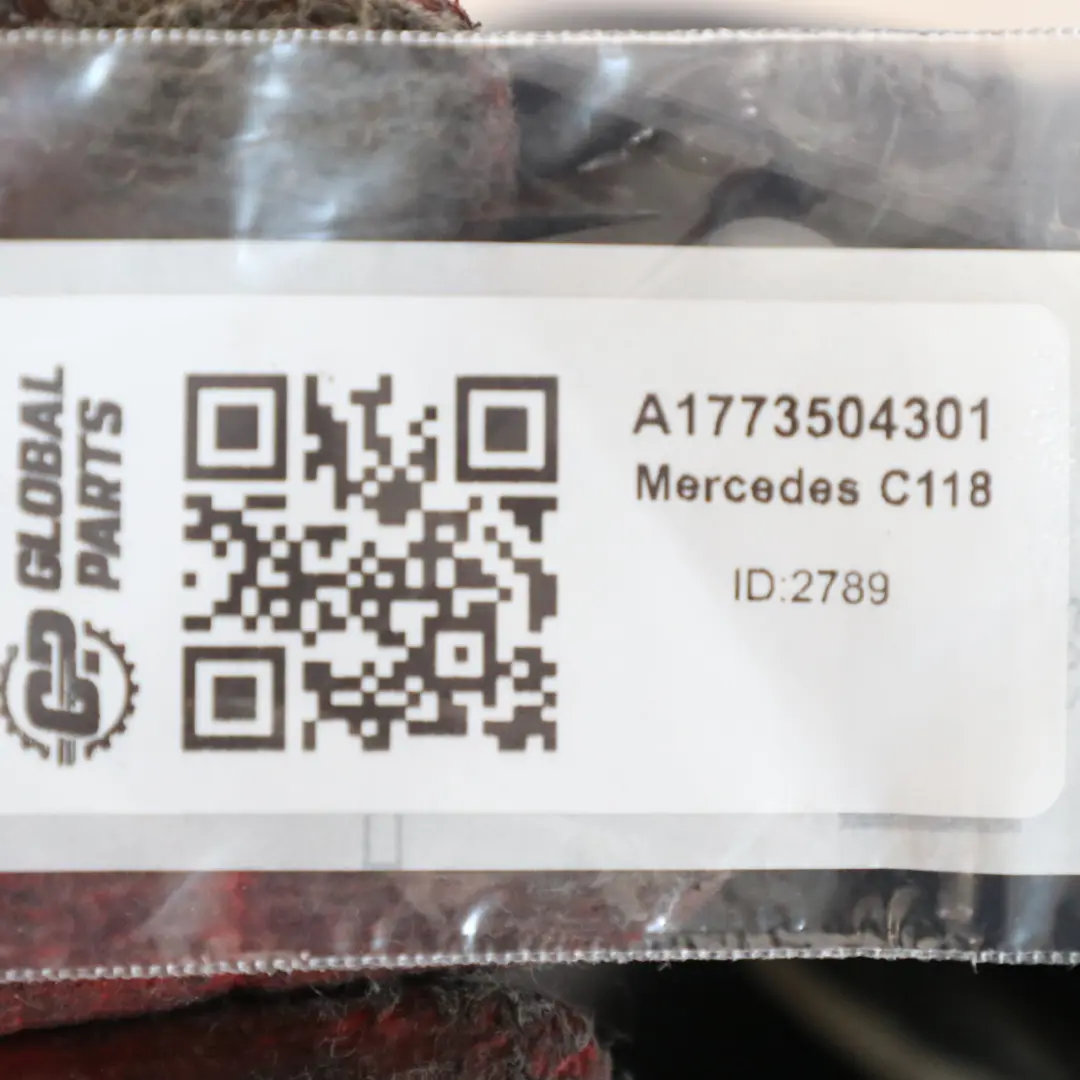 GLOBAL
PARTS
A1773504301
Mercedes C118
ID:2789